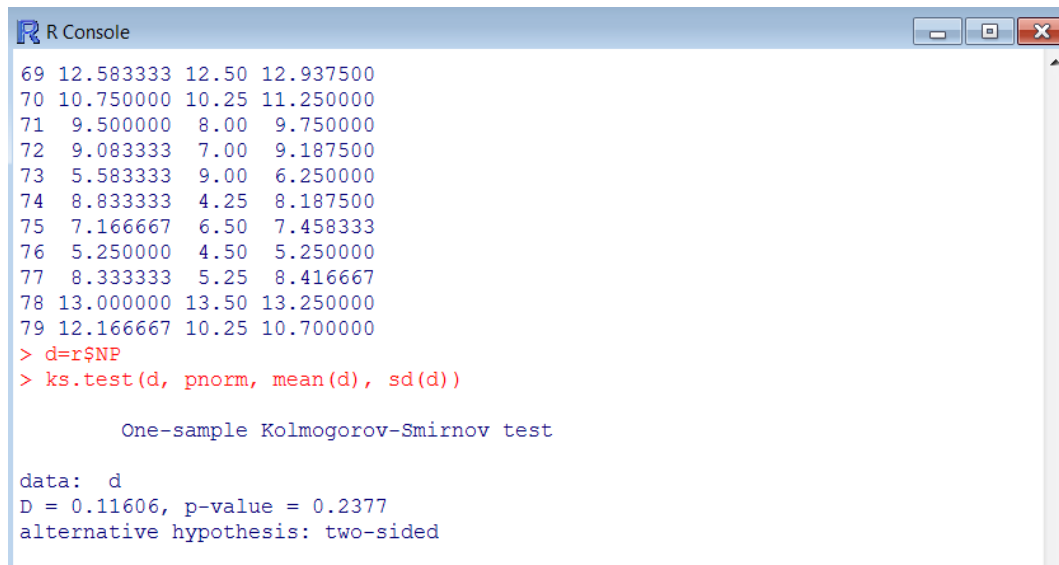 R Console
69 12.583333 12.50 12.937500
70 10.750000 10.25 11.250000
71  9.500000  8.00  9.750000
72  9.083333  7.00  9.187500
73  5.583333  9.00  6.250000
74  8.833333  4.25  8.187500
75  7.166667  6.50  7.458333
76  5.250000  4.50  5.250000
77  8.333333  5.25  8.416667
78 13.000000 13.50 13.250000
79 12.166667 10.25 10.700000
> d=r$NP
> ks.test(d, pnorm, mean(d), sd(d))
One-sample Kolmogorov-Smirnov test
data:  d
D = 0.11606, p-value = 0.2377
alternative hypothesis: two-sided